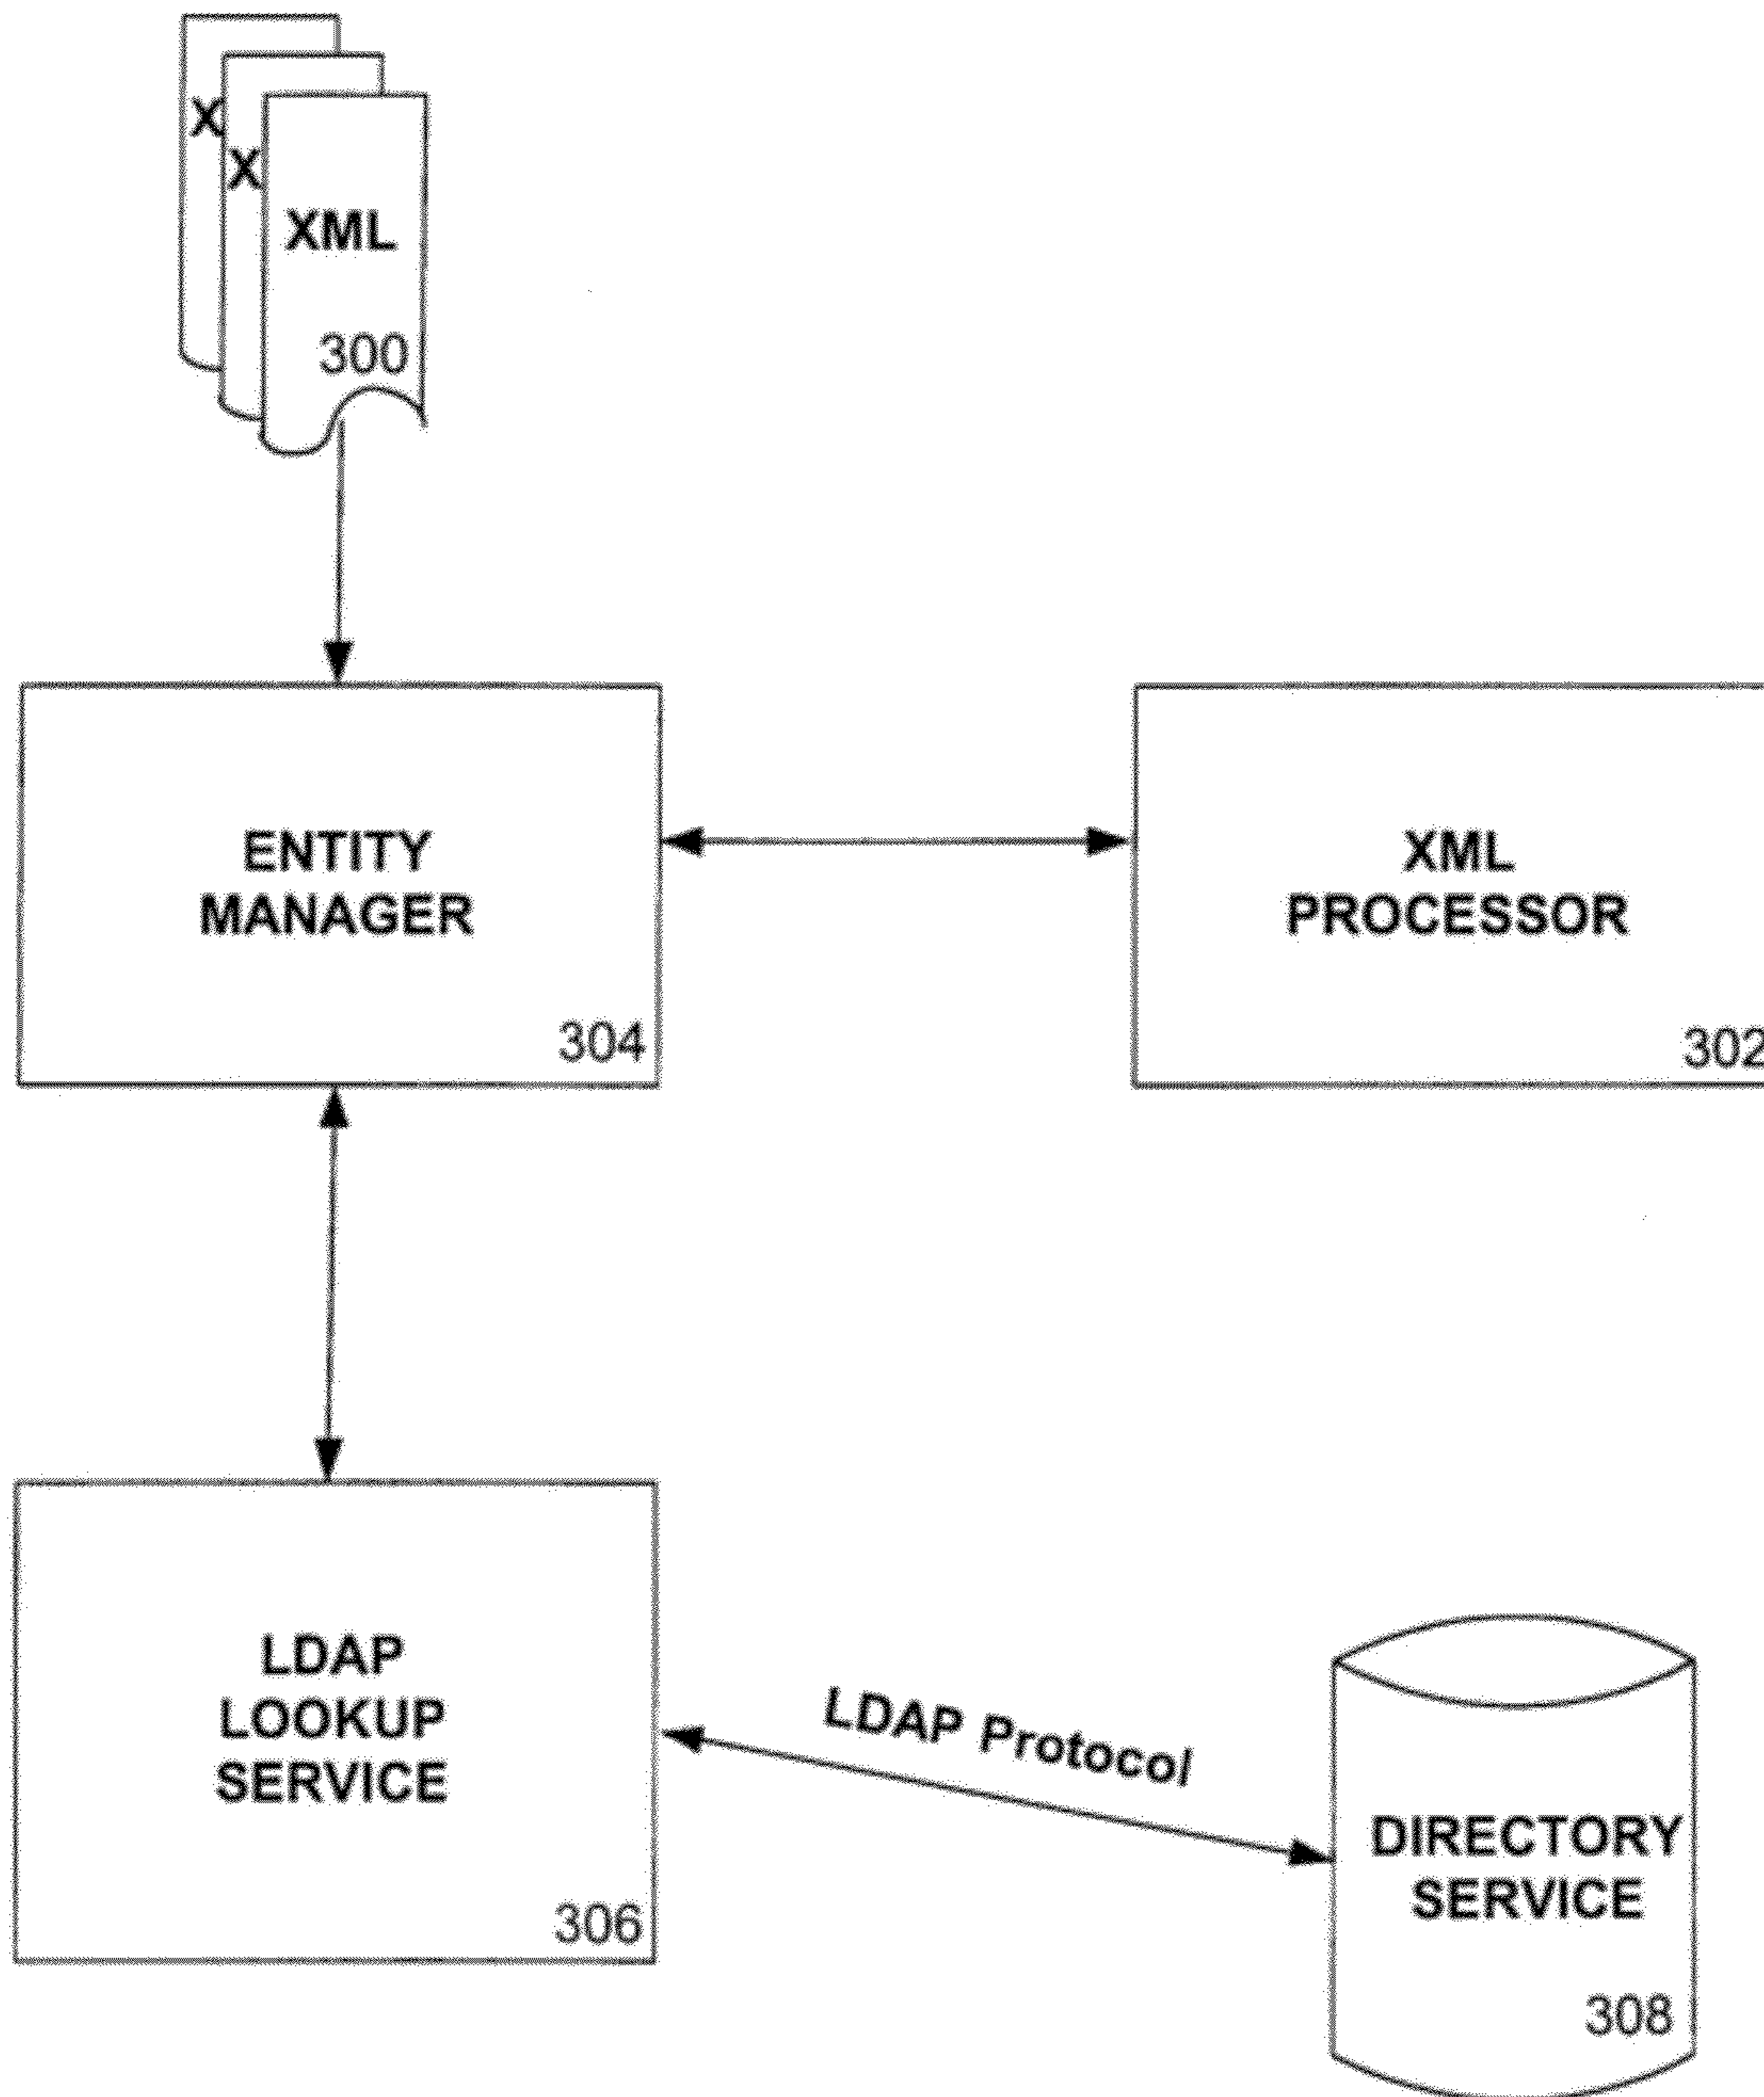 X
X
XML
300
ENTITY
MANAGER
304
XML
PROCESSOR
302
LDAP
LOOKUP
SERVICE
306
LDAP Protocol
DIRECTORY
SERVICE
308